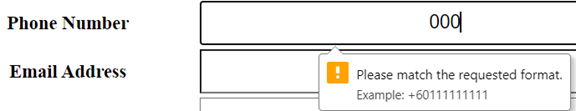 Phone Number
000
Email Address
Please match the requested format.
Example: +60111111111